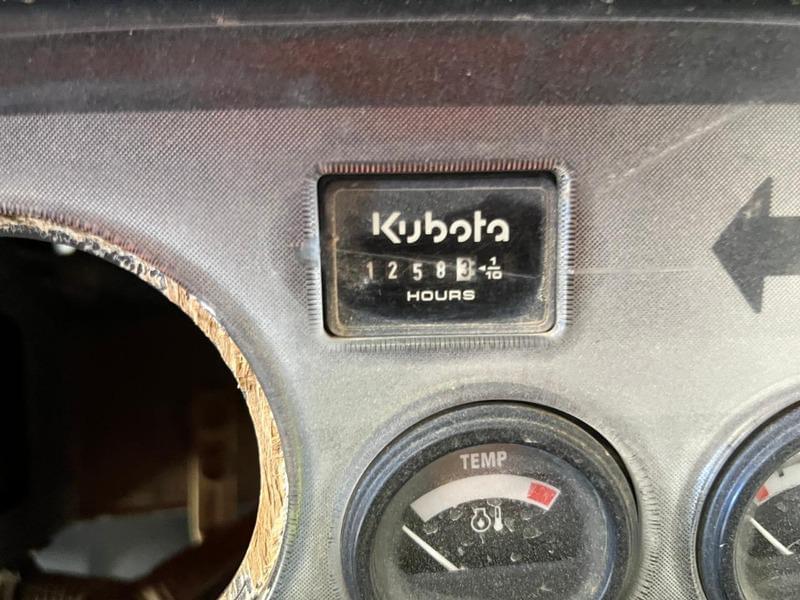 Kubota
12583 1/10
HOURS
TEMP